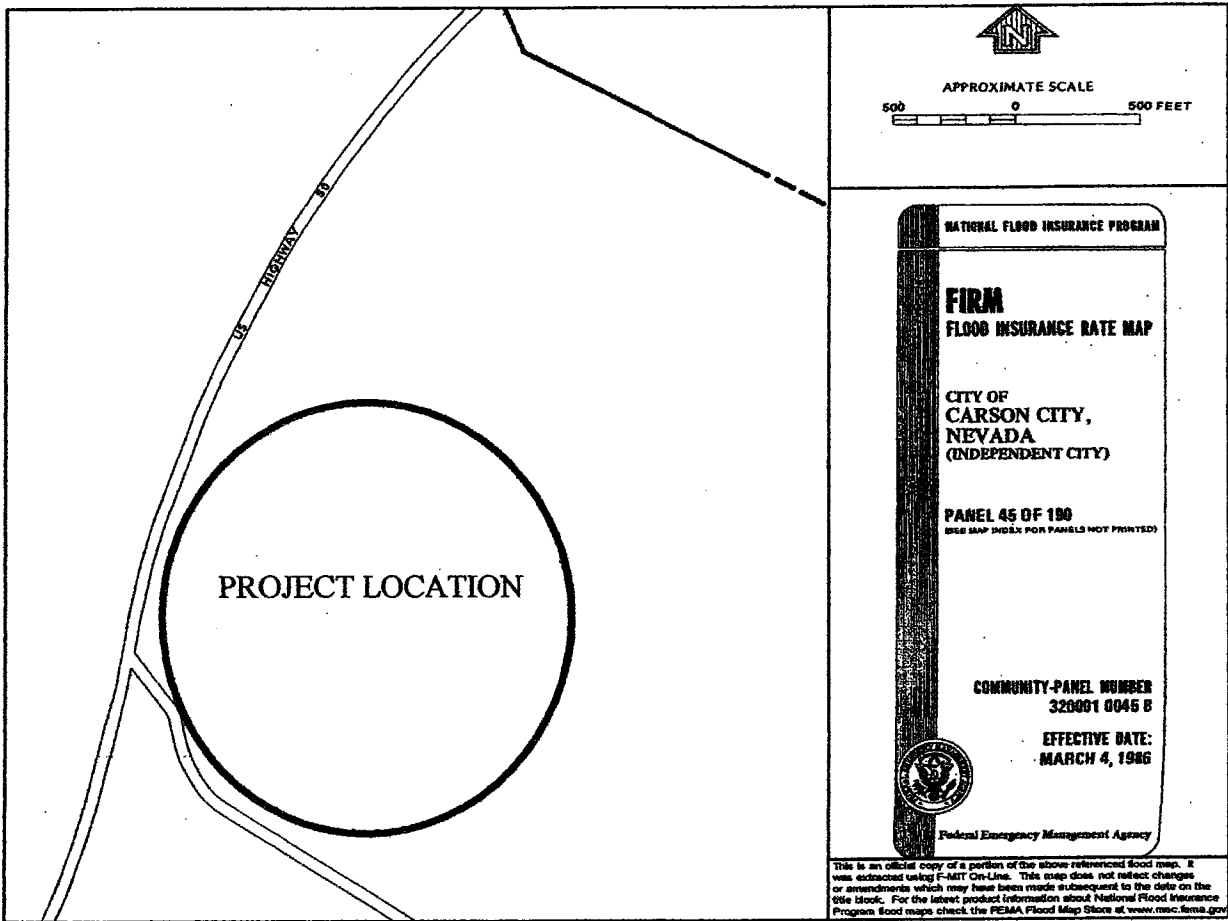 US HIGHWAY 50
PROJECT LOCATION
N
APPROXIMATE SCALE
500 0 500 FEET
NATIONAL FLOOD INSURANCE PROGRAM
FIRM
FLOOD INSURANCE RATE MAP
CITY OF
CARSON CITY,
NEVADA
(INDEPENDENT CITY)
PANEL 45 OF 190
(SEE MAP INDEX FOR PANELS NOT PRINTED)
COMMUNITY-PANEL NUMBER
320001 0045 B
EFFECTIVE DATE:
MARCH 4, 1986
Federal Emergency Management Agency
This is an official copy of a portion of the above referenced flood map. It
was extracted using F-MIT On-Line. This map does not reflect changes
or amendments which may have been made subsequent to the date on the
title block. For the latest product information about National Flood Insurance
Program flood maps check the FEMA Flood Map Store at www.msc.fema.gov